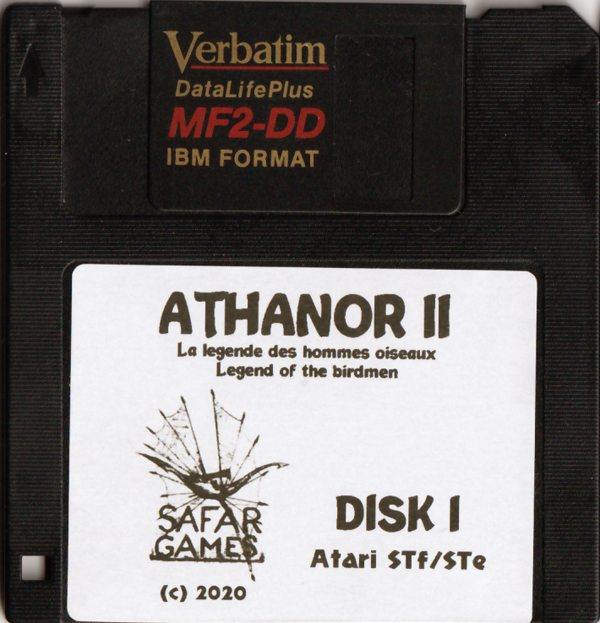 Verbatim
DataLifePlus
MF2-DD
IBM FORMAT
ATHANOR II
La legende des hommes oiseaux
Legend of the birdmen
SAFAR
GAMES
DISK I
Atari STf/STe
(c) 2020